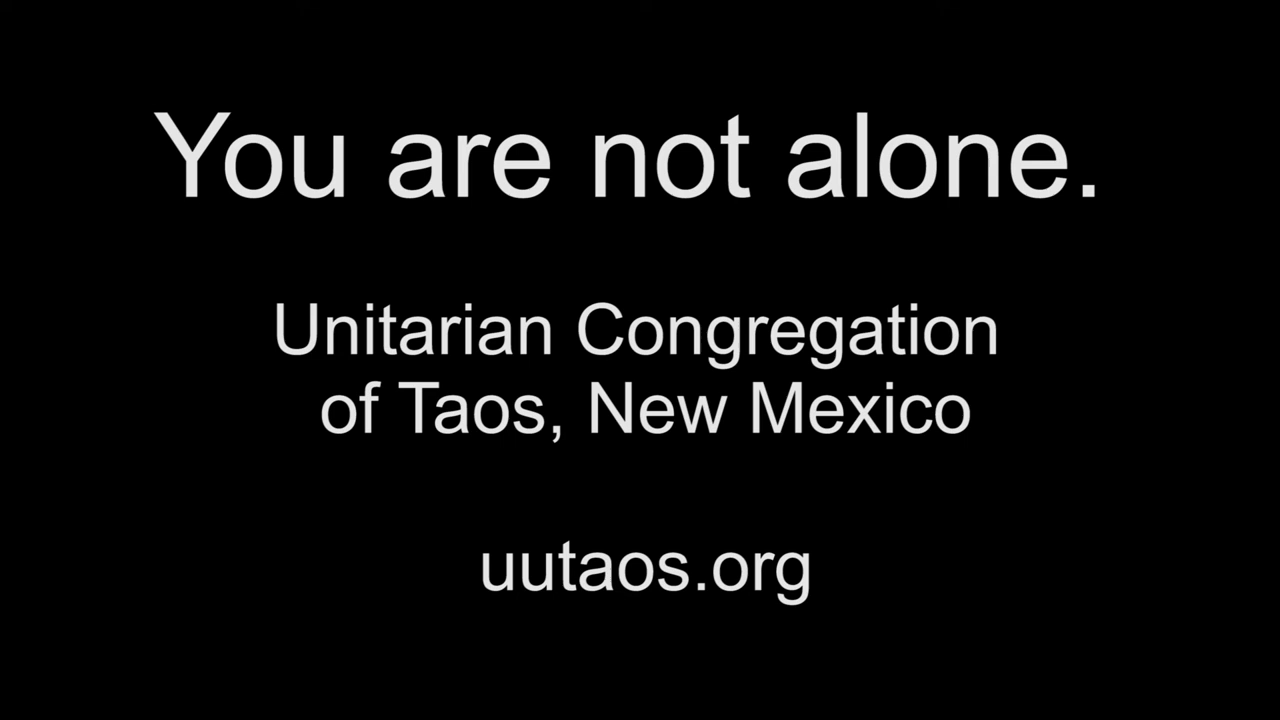 You are not alone.
Unitarian Congregation
of Taos, New Mexico
uutaos.org